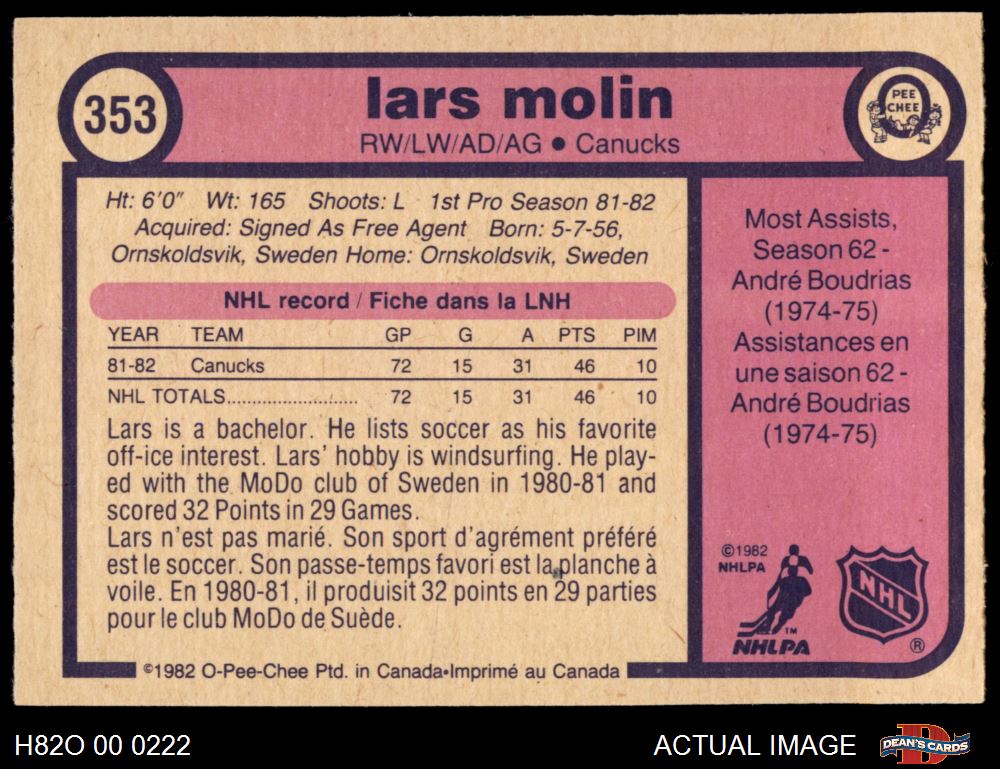 353
lars molin
PEE
CHEE
RW/LW/AD/AG • Canucks
Ht: 6'0" Wt: 165 Shoots: L 1st Pro Season 81-82
Acquired: Signed As Free Agent Born: 5-7-56,
Ornskoldsvik, Sweden Home: Ornskoldsvik, Sweden
NHL record / Fiche dans la LNH
YEAR TEAM GP G A PTS PIM
81-82 Canucks 72 15 31 46 10
NHL TOTALS...................... 72 15 31 46 10
Lars is a bachelor. He lists soccer as his favorite
off-ice interest. Lars' hobby is windsurfing. He play-
ed with the MoDo club of Sweden in 1980-81 and
scored 32 Points in 29 Games.
Lars n'est pas marié. Son sport d'agrément préféré
est le soccer. Son passe-temps favori est la planche à
voile. En 1980-81, il produisit 32 points en 29 parties
pour le club MoDo de Suède.
Most Assists,
Season 62 -
André Boudrias
(1974-75)
Assistances en
une saison 62 -
André Boudrias
(1974-75)
©1982
NHLPA
TM
NHLPA
NHL
®
©1982 O-Pee-Chee Ptd. in Canada•Imprimé au Canada
H82O 00 0222
ACTUAL IMAGE
D
DEAN'S CARDS